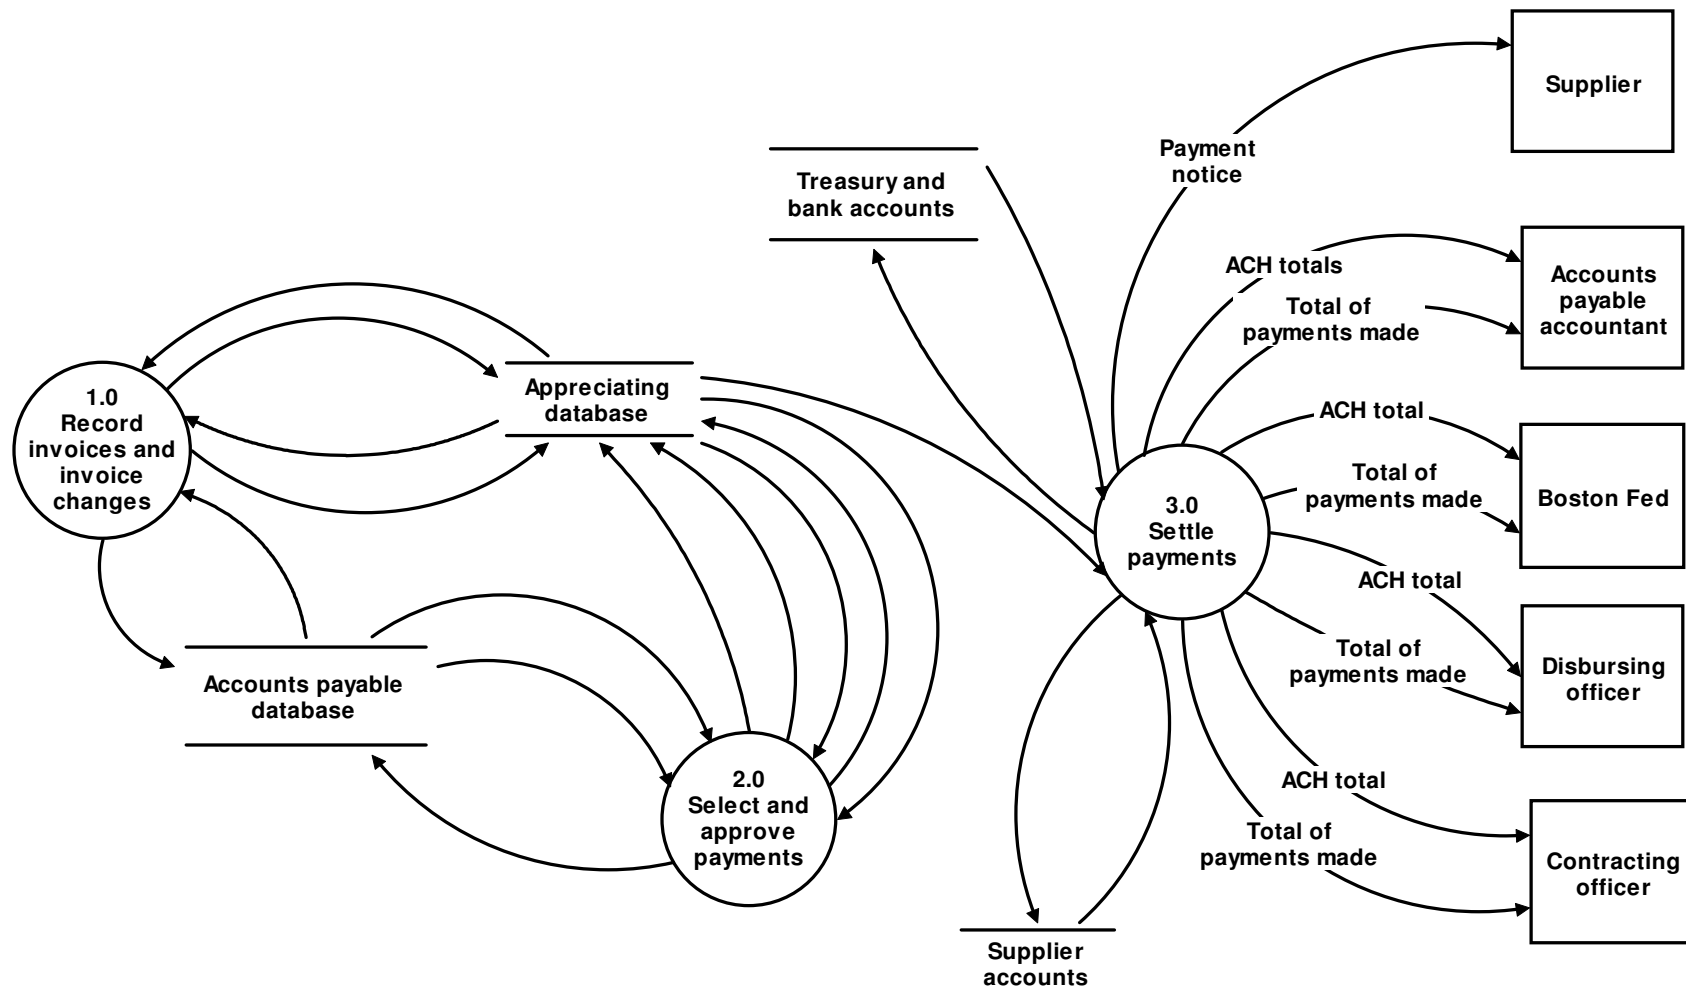 Supplier
Payment
notice
Treasury and
bank accounts
ACH totals
Accounts
payable
accountant
Total of
payments made
1.0
Record
invoices and
invoice
changes
Appreciating
database
ACH total
Total of
payments made
Boston Fed
3.0
Settle
payments
ACH total
Total of
payments made
Disbursing
officer
Accounts payable
database
2.0
Select and
approve
payments
ACH total
Total of
payments made
Contracting
officer
Supplier
accounts